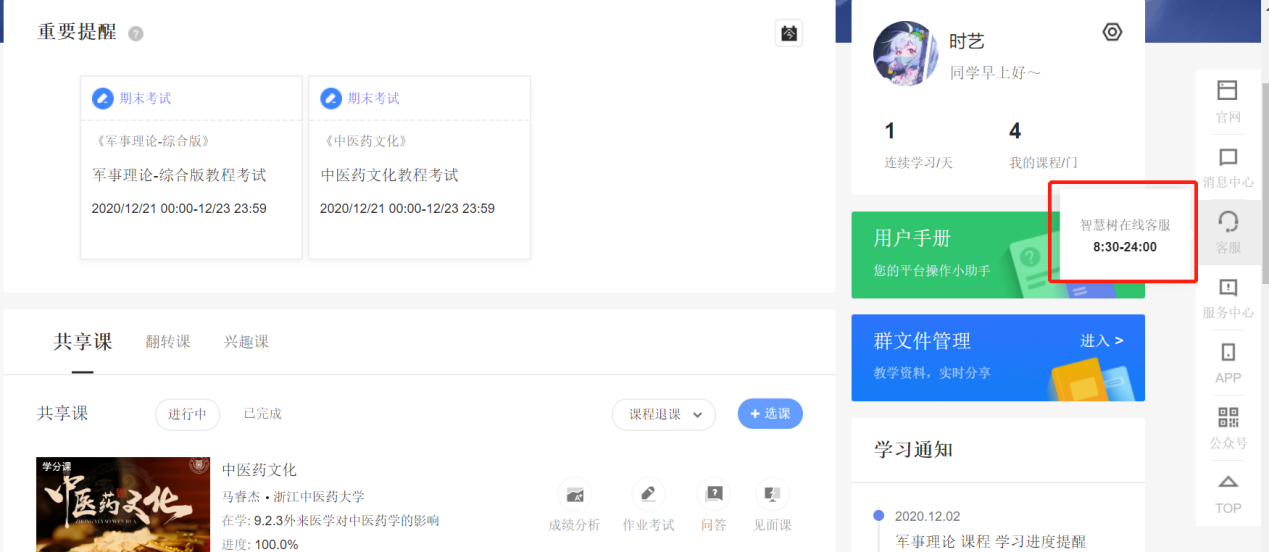 重要提醒
期末考试
《军事理论-综合版》
军事理论-综合版教程考试
2020/12/21 00:00-12/23 23:59
期末考试
《中医药文化》
中医药文化教程考试
2020/12/21 00:00-12/23 23:59
共享课 翻转课 兴趣课
共享课 进行中 已完成 课程退课 + 选课
学分课
中医药文化
ZHONGYIYAOWENHUA
中医药文化
马睿杰 • 浙江中医药大学
在学: 9.2.3外来医学对中医药学的影响
进度: 100.0%
成绩分析 作业考试 问答 见面课
时艺
同学早上好～
1 4
连续学习/天 我的课程/门
用户手册
您的平台操作小助手
智慧树在线客服
8:30-24:00
群文件管理 进入 >
教学资料，实时分享
学习通知
2020.12.02
军事理论 课程 学习进度提醒
官网
消息中心
客服
服务中心
APP
公众号
TOP